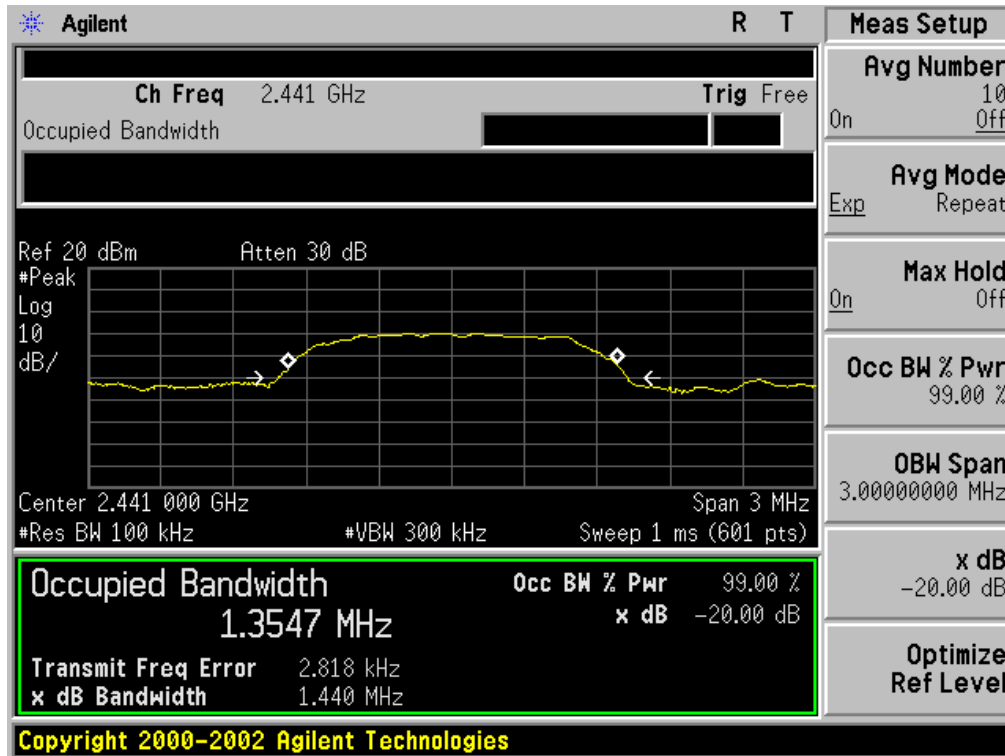 Agilent R T
Ch Freq 2.441 GHz Trig Free
Occupied Bandwidth
Ref 20 dBm Atten 30 dB
#Peak
Log
10
dB/
Center 2.441 000 GHz Span 3 MHz
#Res BW 100 kHz #VBW 300 kHz Sweep 1 ms (601 pts)
Occupied Bandwidth
1.3547 MHz
Occ BW % Pwr 99.00 %
x dB -20.00 dB
Transmit Freq Error 2.818 kHz
x dB Bandwidth 1.440 MHz
Copyright 2000-2002 Agilent Technologies
Meas Setup
Avg Number
10
On Off
Avg Mode
Exp Repeat
Max Hold
On Off
Occ BW % Pwr
99.00 %
OBW Span
3.00000000 MHz
x dB
-20.00 dB
Optimize
Ref Level